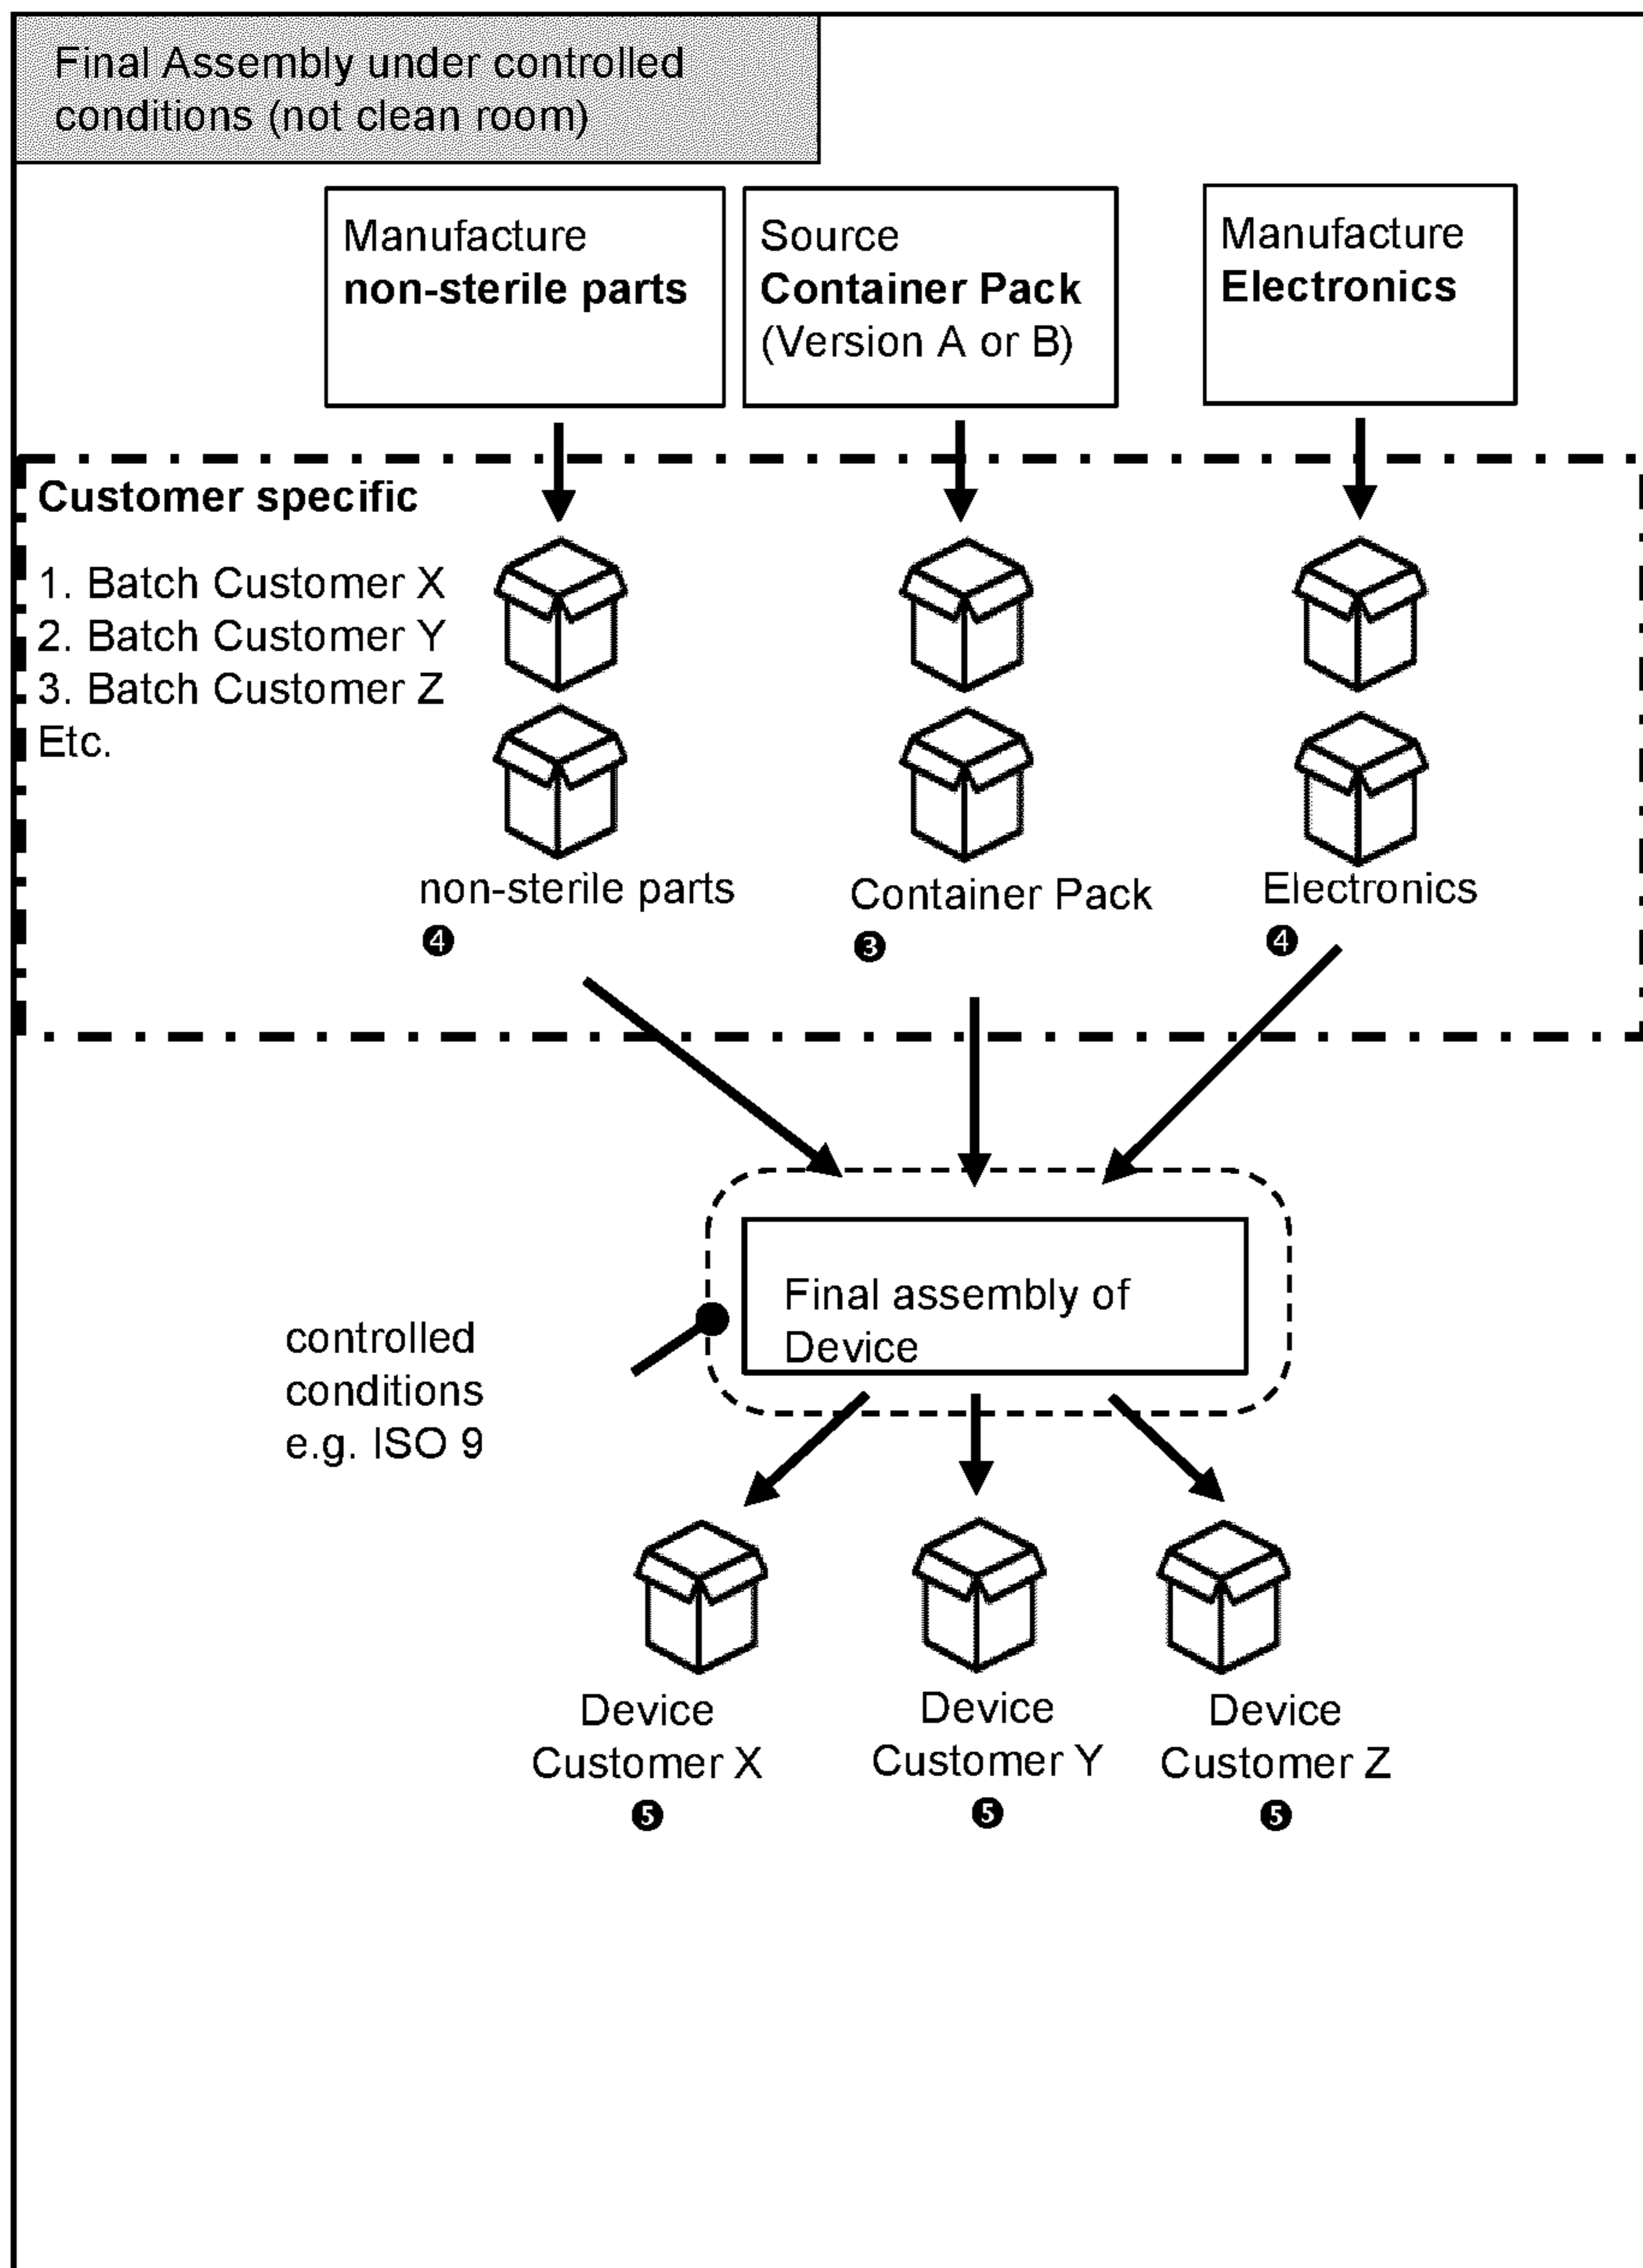 Final Assembly under controlled
conditions (not clean room)
Manufacture
non-sterile parts
Source
Container Pack
(Version A or B)
Manufacture
Electronics
Customer specific
1. Batch Customer X
2. Batch Customer Y
3. Batch Customer Z
Etc.
non-sterile parts
❹
Container Pack
❸
Electronics
❹
Final assembly of
Device
controlled
conditions
e.g. ISO 9
Device
Customer X
❺
Device
Customer Y
❺
Device
Customer Z
❺